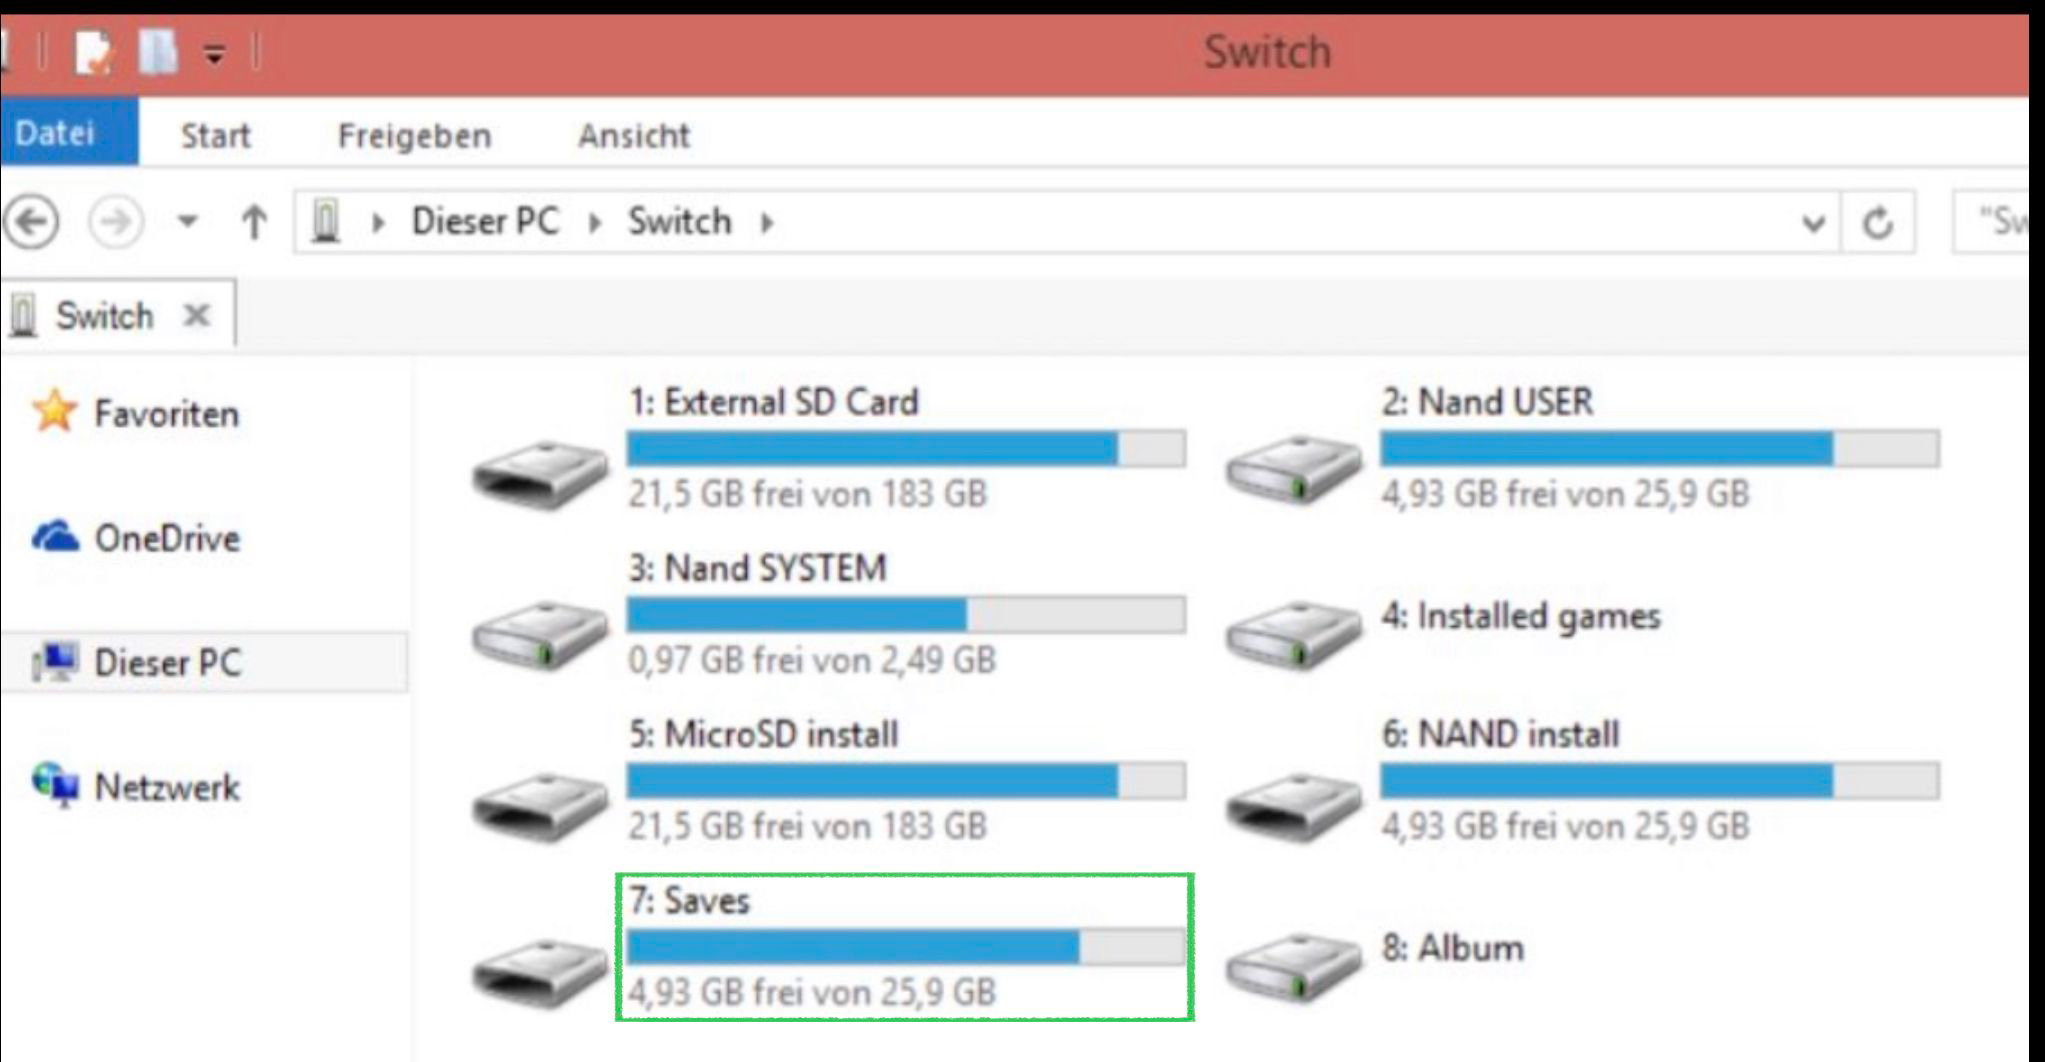 Switch
Datei Start Freigeben Ansicht
Dieser PC Switch
Switch
Favoriten
OneDrive
Dieser PC
Netzwerk
1: External SD Card
21,5 GB frei von 183 GB
2: Nand USER
4,93 GB frei von 25,9 GB
3: Nand SYSTEM
0,97 GB frei von 2,49 GB
4: Installed games
5: MicroSD install
21,5 GB frei von 183 GB
6: NAND install
4,93 GB frei von 25,9 GB
7: Saves
4,93 GB frei von 25,9 GB
8: Album